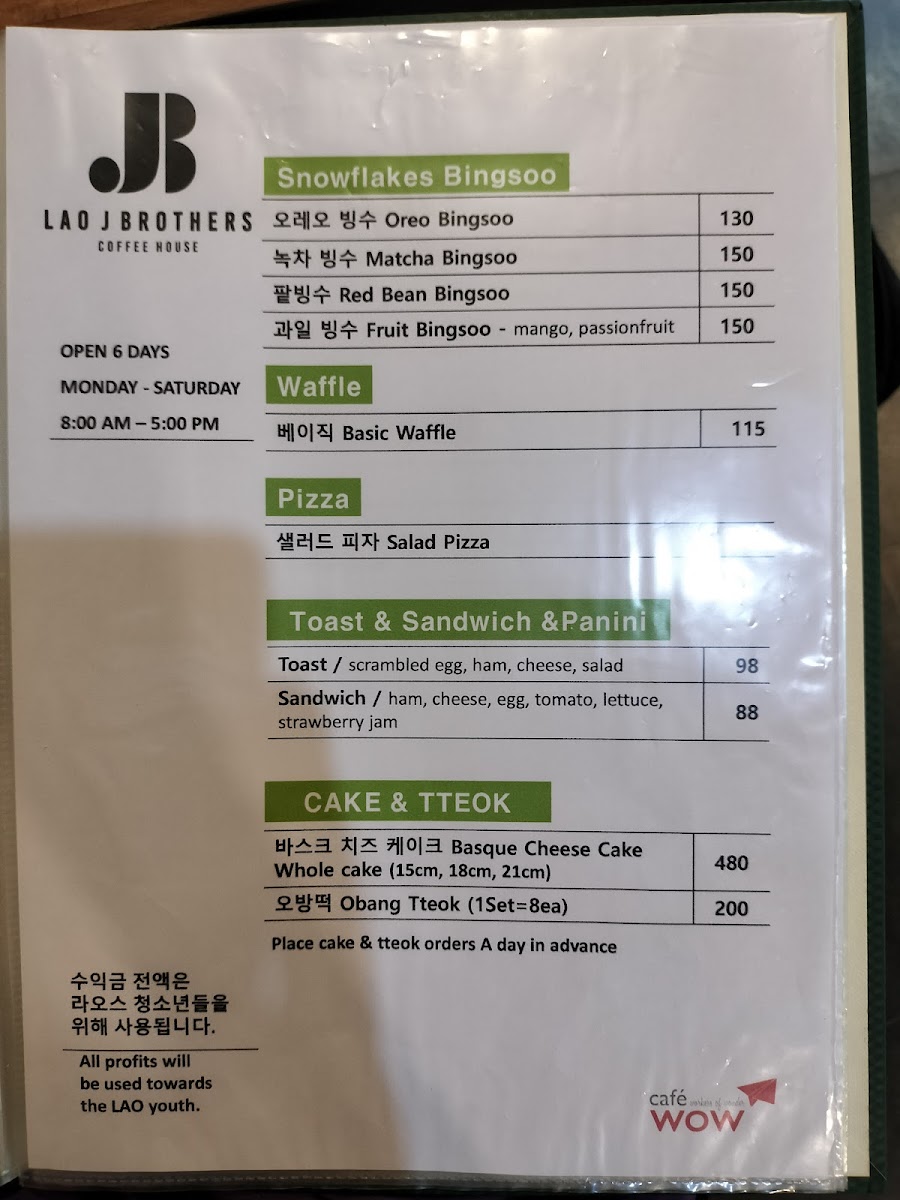 JB
LAO J BROTHERS
COFFEE HOUSE
OPEN 6 DAYS
MONDAY - SATURDAY
8:00 AM – 5:00 PM
Snowflakes Bingsoo
오레오 빙수 Oreo Bingsoo 130
녹차 빙수 Matcha Bingsoo 150
팥빙수 Red Bean Bingsoo 150
과일 빙수 Fruit Bingsoo - mango, passionfruit 150
Waffle
베이직 Basic Waffle 115
Pizza
샐러드 피자 Salad Pizza
Toast & Sandwich &Panini
Toast / scrambled egg, ham, cheese, salad 98
Sandwich / ham, cheese, egg, tomato, lettuce,
strawberry jam 88
CAKE & TTEOK
바스크 치즈 케이크 Basque Cheese Cake
Whole cake (15cm, 18cm, 21cm) 480
오방떡 Obang Tteok (1Set=8ea) 200
Place cake & tteok orders A day in advance
수익금 전액은
라오스 청소년들을
위해 사용됩니다.
All profits will
be used towards
the LAO youth.
café
WOW